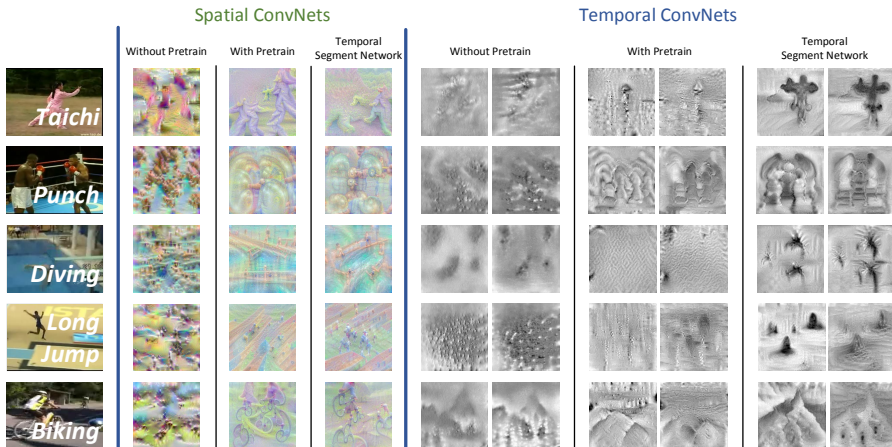 Spatial ConvNets
Temporal ConvNets
Without Pretrain
With Pretrain
Temporal
Segment Network
Without Pretrain
With Pretrain
Temporal
Segment Network
Taichi
Punch
Diving
Long
Jump
Biking